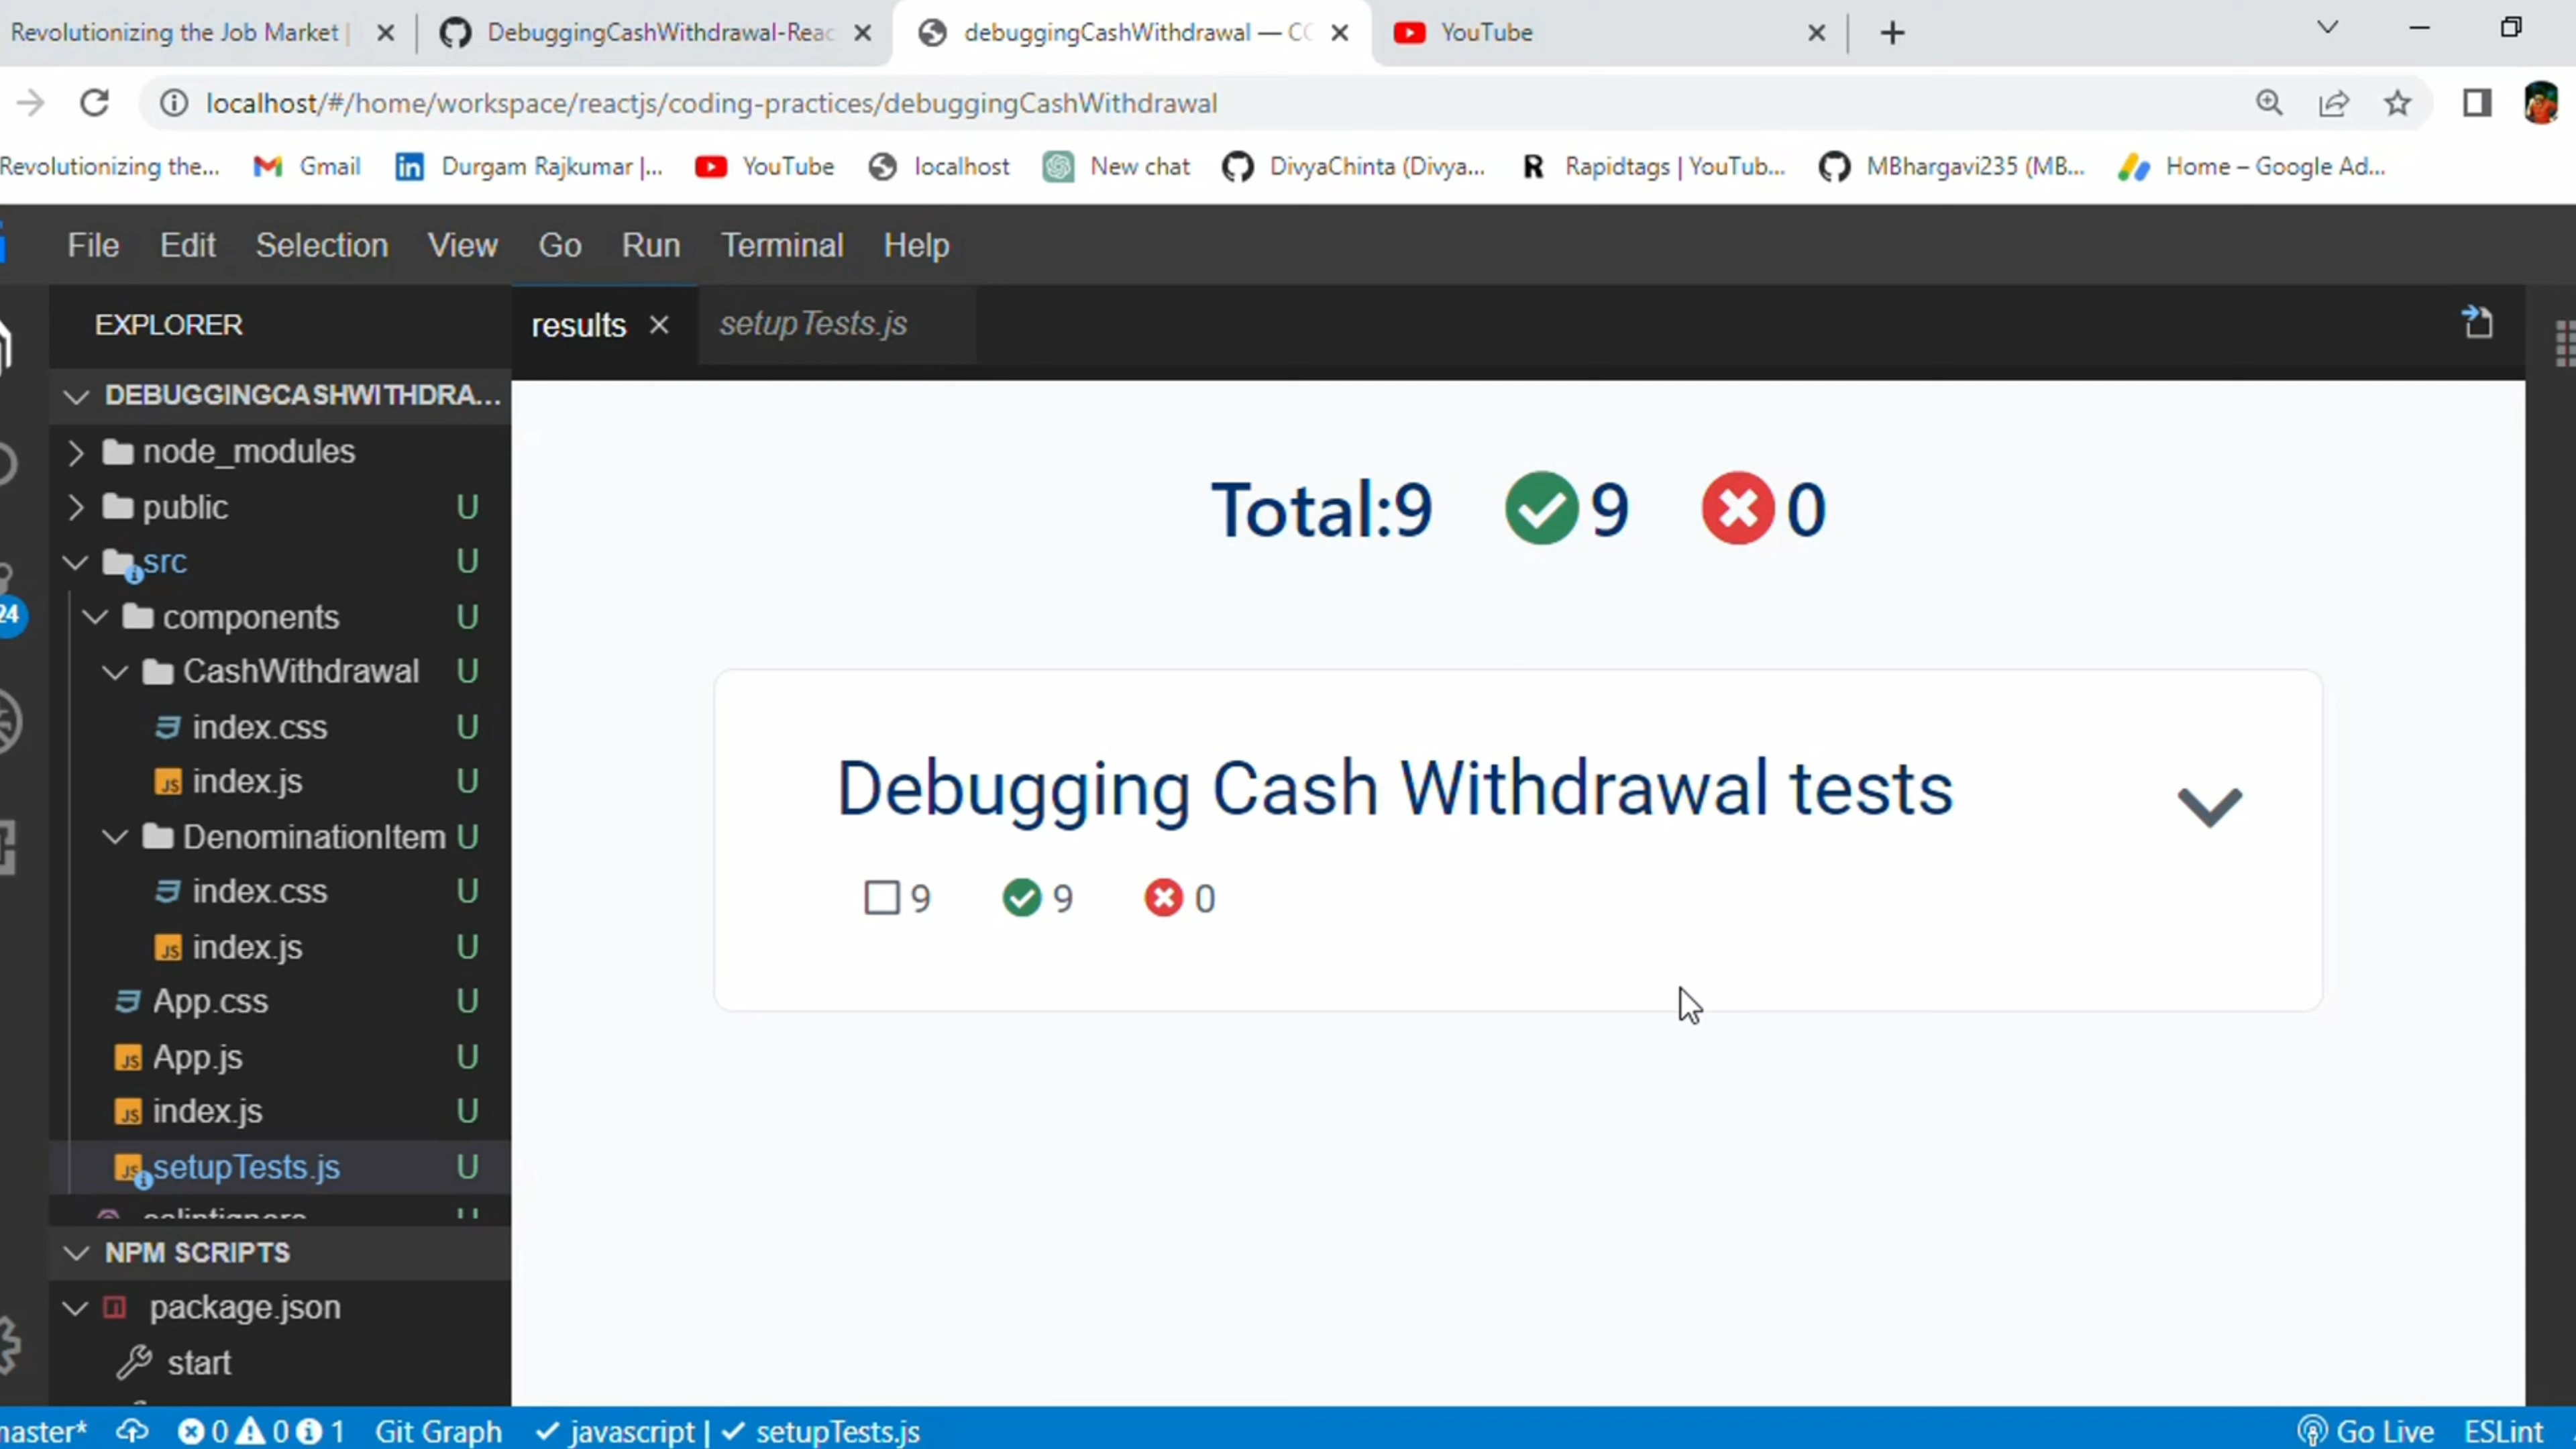 Revolutionizing the Job Market |
DebuggingCashWithdrawal-Reac
debuggingCashWithdrawal — CC
YouTube
localhost/#/home/workspace/reactjs/coding-practices/debuggingCashWithdrawal
Revolutionizing the...
Gmail
Durgam Rajkumar |...
YouTube
localhost
New chat
DivyaChinta (Divya...
Rapidtags | YouTub...
MBhargavi235 (MB...
Home – Google Ad...
File Edit Selection View Go Run Terminal Help
EXPLORER
results
setupTests.js
DEBUGGINGCASHWITHDRA...
node_modules
public U
src U
components U
CashWithdrawal U
index.css U
index.js U
DenominationItem U
index.css U
index.js U
App.css U
App.js U
index.js U
setupTests.js U
24
NPM SCRIPTS
package.json
start
Total:9 9 0
Debugging Cash Withdrawal tests
9 9 0
master* 0 0 1 Git Graph javascript | setupTests.js
Go Live ESLint